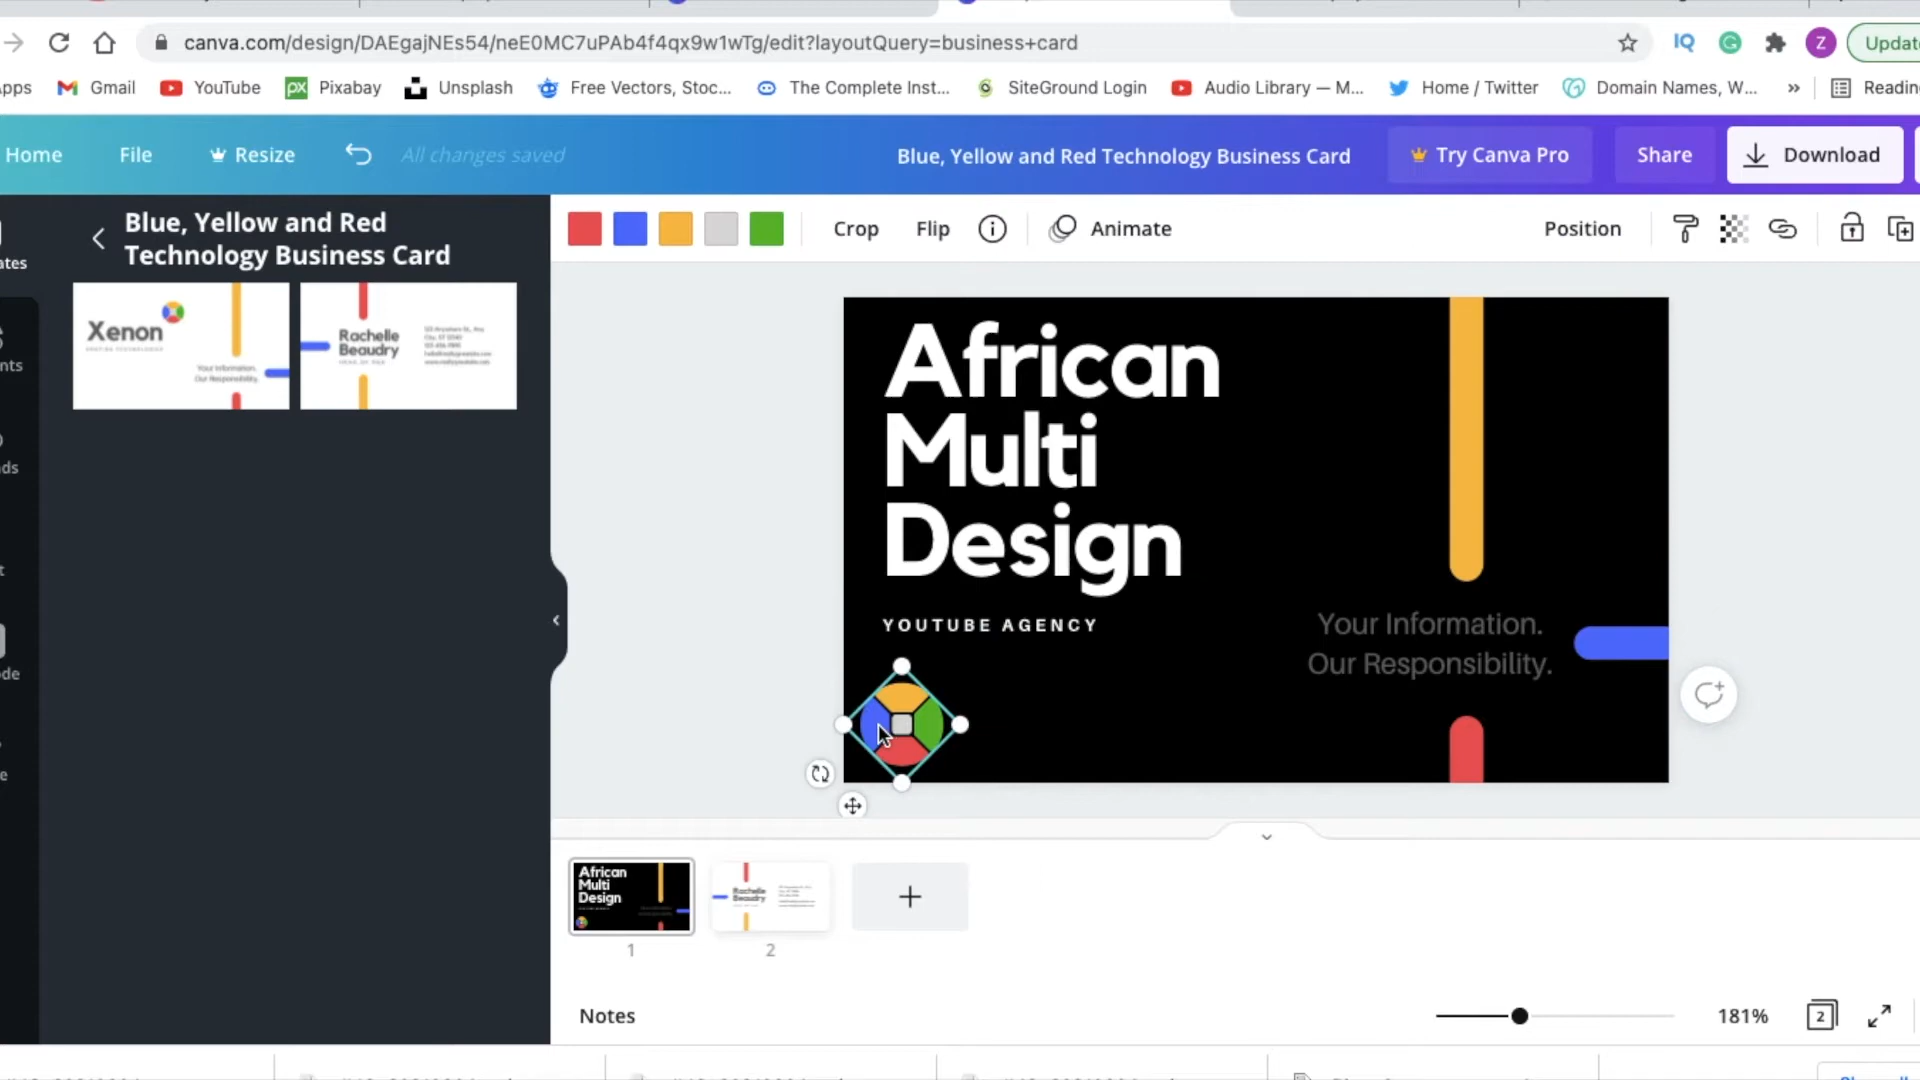 canva.com/design/DAEgajNEs54/neE0MC7uPAb4f4qx9w1wTg/edit?layoutQuery=business+card
IQ
Z
Gmail
YouTube
px Pixabay
Unsplash
Free Vectors, Stoc...
The Complete Inst...
SiteGround Login
Audio Library — M...
Home / Twitter
Domain Names, W...
»
Home
File
Resize
All changes saved
Blue, Yellow and Red Technology Business Card
Try Canva Pro
Share
Download
Blue, Yellow and Red
Technology Business Card
Crop
Flip
Animate
Position
Xenon
Your Information.
Our Responsibility.
Rachelle
Beaudry
African
Multi
Design
YOUTUBE AGENCY
Your Information.
Our Responsibility.
African
Multi
Design
Rachelle
Beaudry
1
2
Notes
181%
2